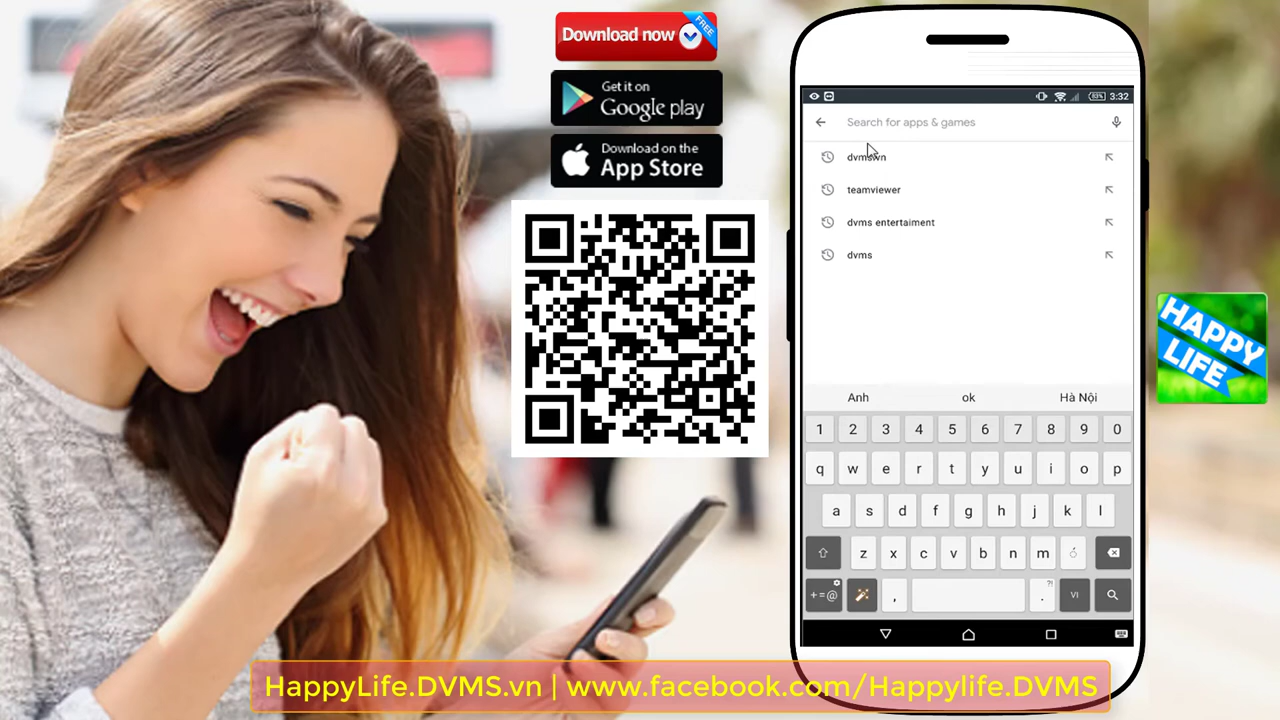 Download now
FREE
Get it on
Google play
Download on the
App Store
3:32
Search for apps & games
teamviewer
dvms entertaiment
dvms
Anh ok Hà Nội
1 2 3 4 5 6 7 8 9 0
q w e r t y u i o p
a s d f g h j k l
z x c v b n m
+=@ , . ?! VI
HAPPY
LIFE
HappyLife.DVMS.vn | www.facebook.com/Happylife.DVMS